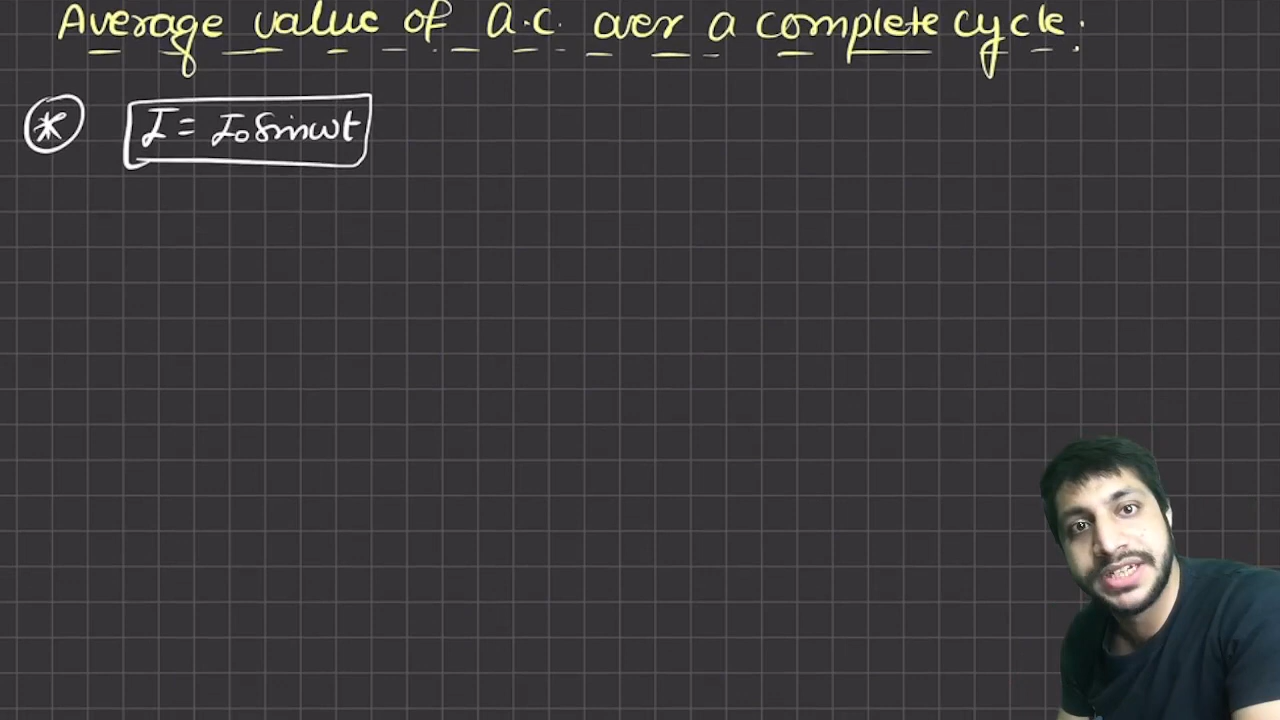 Average value of a.c. over a complete cycle:
* I = I₀ sinωt